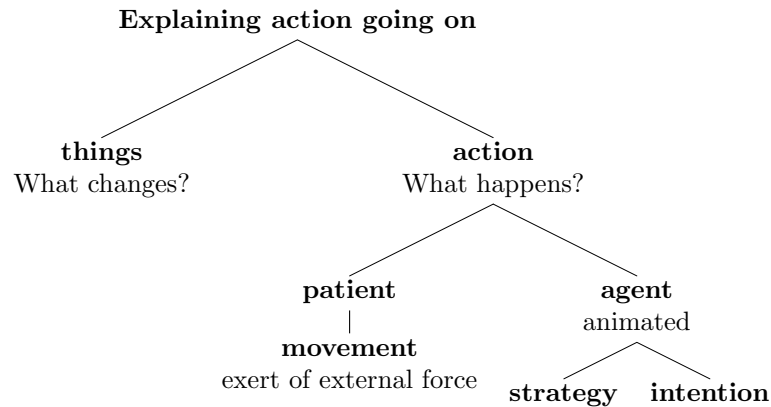 Explaining action going on
things
What changes?
action
What happens?
patient
movement
exert of external force
agent
animated
strategy
intention